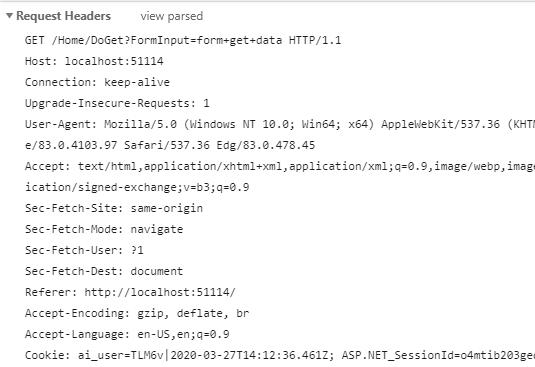 Request Headers view parsed
GET /Home/DoGet?FormInput=form+get+data HTTP/1.1
Host: localhost:51114
Connection: keep-alive
Upgrade-Insecure-Requests: 1
User-Agent: Mozilla/5.0 (Windows NT 10.0; Win64; x64) AppleWebKit/537.36 (KHTM
e/83.0.4103.97 Safari/537.36 Edg/83.0.478.45
Accept: text/html,application/xhtml+xml,application/xml;q=0.9,image/webp,imag
ication/signed-exchange;v=b3;q=0.9
Sec-Fetch-Site: same-origin
Sec-Fetch-Mode: navigate
Sec-Fetch-User: ?1
Sec-Fetch-Dest: document
Referer: http://localhost:51114/
Accept-Encoding: gzip, deflate, br
Accept-Language: en-US,en;q=0.9
Cookie: ai_user=TLM6v|2020-03-27T14:12:36.461Z; ASP.NET_SessionId=o4mtib203ged